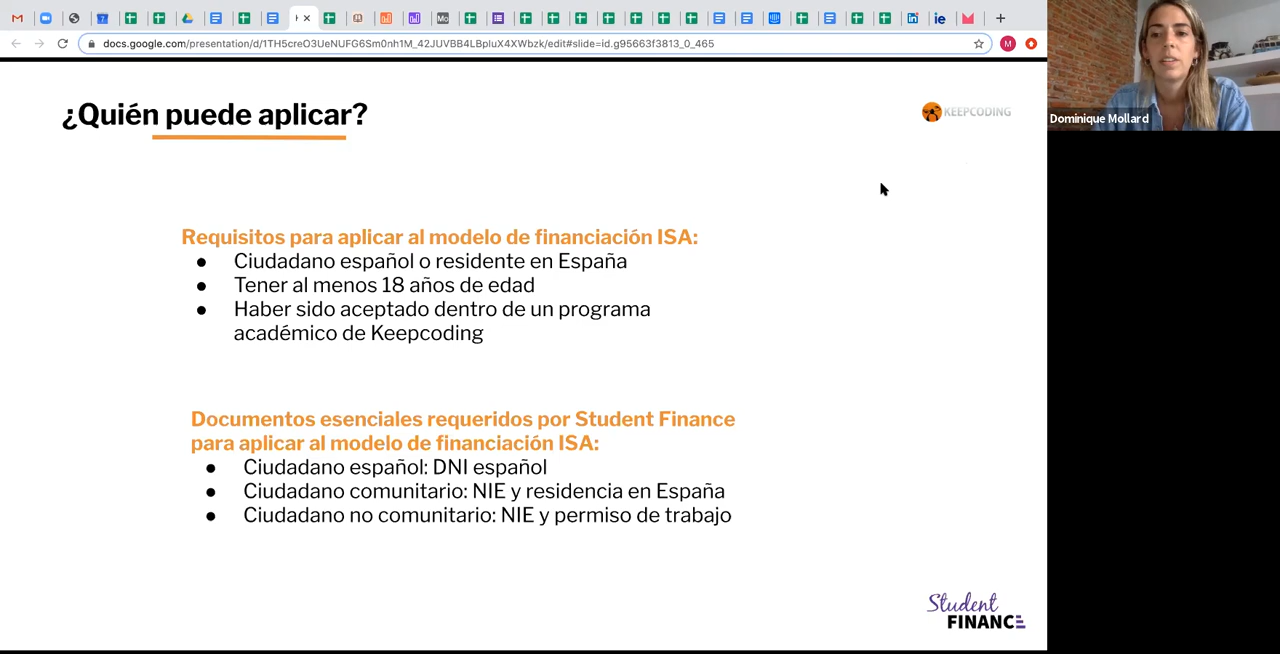 docs.google.com/presentation/d/1TH5creO3UeNUFG6Sm0nh1M_42JUVBB4LBpluX4XWbzk/edit#slide=id.g95663f3813_0_465
M
Mo
ie
Dominique Mollard
¿Quién puede aplicar?
KEEPCODING
Requisitos para aplicar al modelo de financiación ISA:
● Ciudadano español o residente en España
● Tener al menos 18 años de edad
● Haber sido aceptado dentro de un programa
académico de Keepcoding
Documentos esenciales requeridos por Student Finance
para aplicar al modelo de financiación ISA:
● Ciudadano español: DNI español
● Ciudadano comunitario: NIE y residencia en España
● Ciudadano no comunitario: NIE y permiso de trabajo
Student
FINANCE